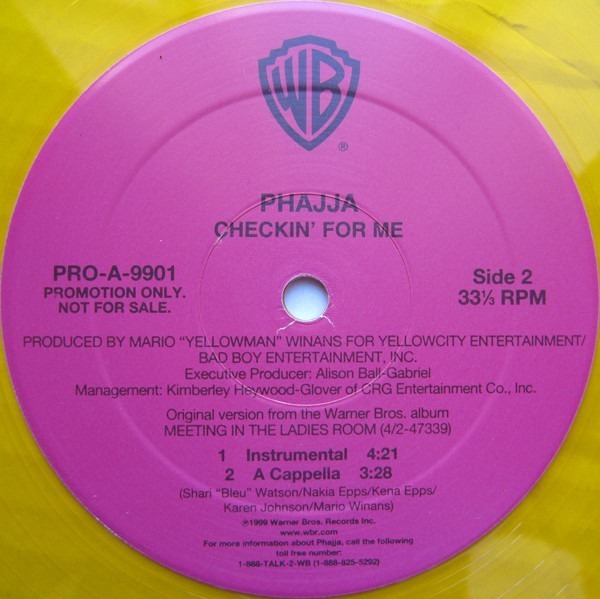 WB
®
PHAJJA
CHECKIN' FOR ME
PRO-A-9901
PROMOTION ONLY.
NOT FOR SALE.
Side 2
33⅓ RPM
PRODUCED BY MARIO "YELLOWMAN" WINANS FOR YELLOWCITY ENTERTAINMENT/
BAD BOY ENTERTAINMENT, INC.
Executive Producer: Alison Ball-Gabriel
Management: Kimberley Heywood-Glover of CRG Entertainment Co., Inc.
Original version from the Warner Bros. album
MEETING IN THE LADIES ROOM (4/2-47339)
1 Instrumental 4:21
2 A Cappella 3:28
(Shari "Bleu" Watson/Nakia Epps/Kena Epps/
Karen Johnson/Mario Winans)
℗1999 Warner Bros. Records Inc.
www.wbr.com
For more information about Phajja, call the following
toll free number:
1-888-TALK-2-WB (1-888-825-5292)